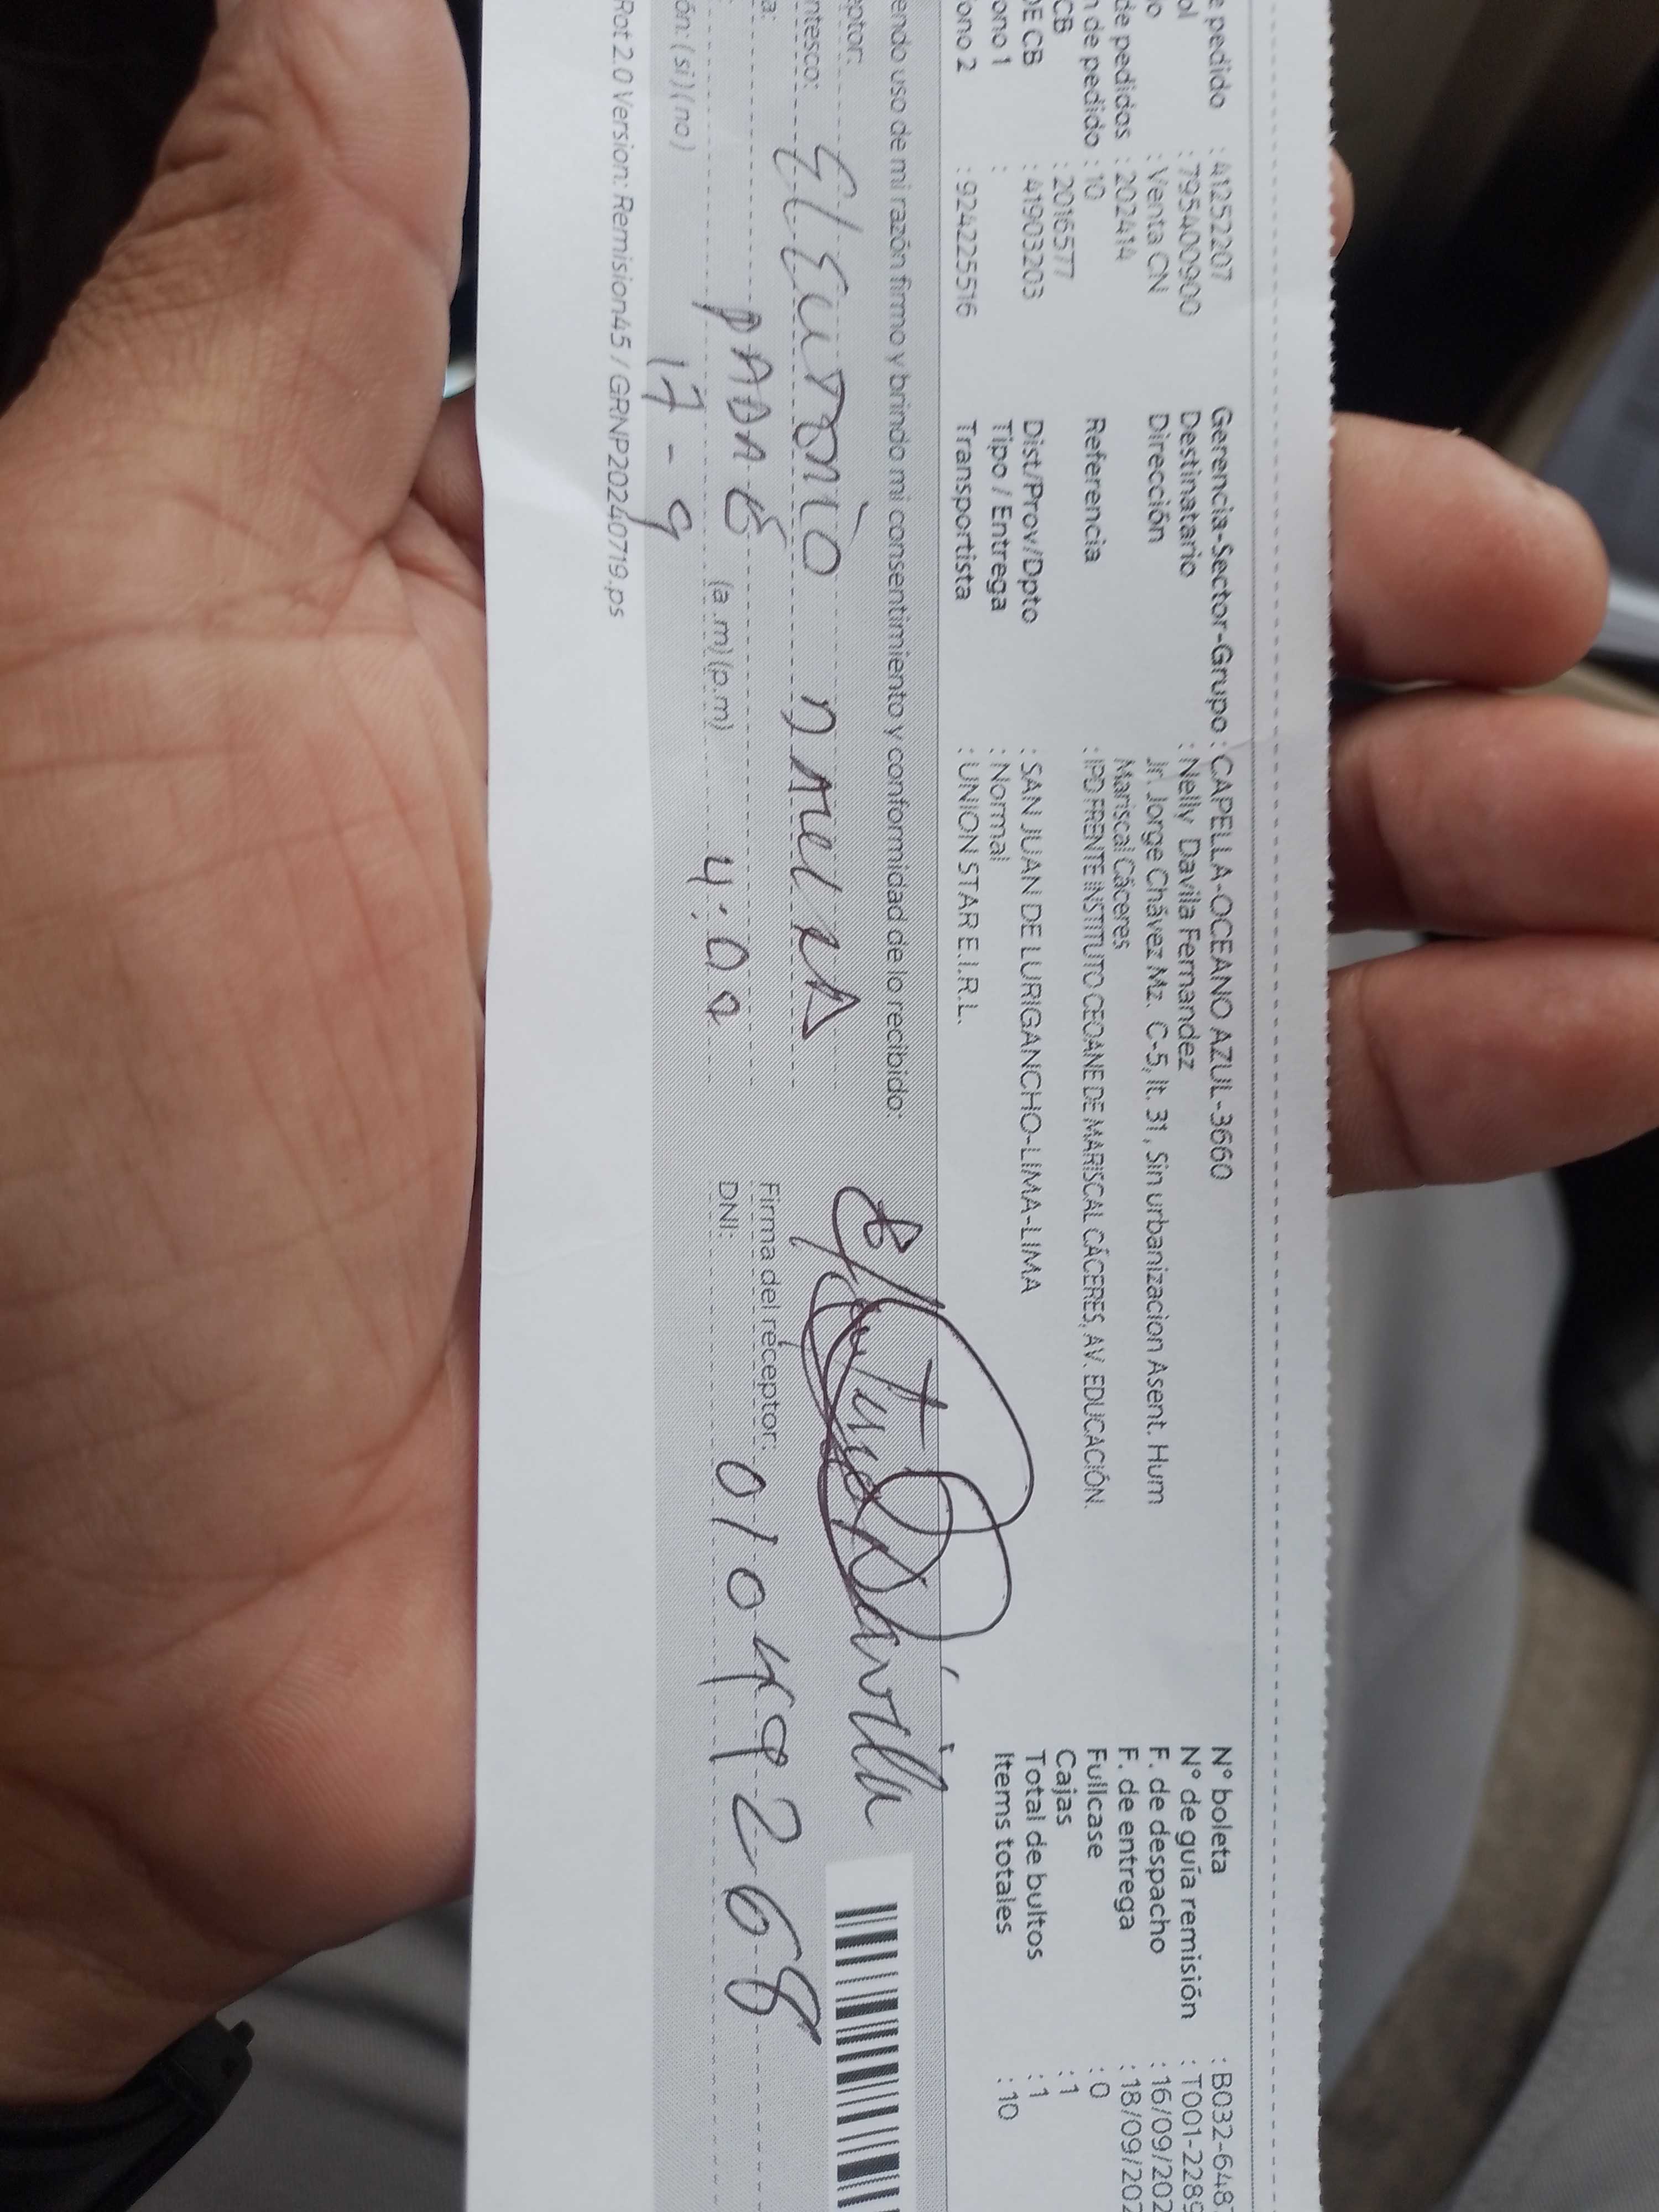 e pedido : 41252207
ol : 795400900
o : Venta CN
de pedidos : 202414
n de pedido : 10
CB : 2016577
DE CB : 41903203
ono 1 :
ono 2 : 924225516
Gerencia-Sector-Grupo : CAPELLA-OCEANO AZUL-3660
Destinatario : Nelly Davila Fernandez
Dirección : Jr. Jorge Chávez Mz. C-5, lt. 31, Sin urbanizacion Asent. Hum
Mariscal Cáceres
Referencia : IPD FRENTE INSTITUTO CEOANE DE MARISCAL CÁCERES, AV. EDUCACIÓN.
Dist/Prov/Dpto : SAN JUAN DE LURIGANCHO-LIMA-LIMA
Tipo / Entrega : Normal
Transportista : UNION STAR E.I.R.L.
N° boleta : B032-648
N° de guía remisión : T001-2289
F. de despacho : 16/09/202
F. de entrega : 18/09/202
Fullcase : 0
Cajas : 1
Total de bultos : 1
Items totales : 10
endo uso de mi razón firmo y brindo mi consentimiento y conformidad de lo recibido:
eptor:
ntesco:
a: (a .m) (p.m) 4:09
ón: ( si ) ( no ) 17-9
Firma del receptor:
DNI: 01049268
Rot 2.0 Version: Remision45 / GRNP20240719.ps